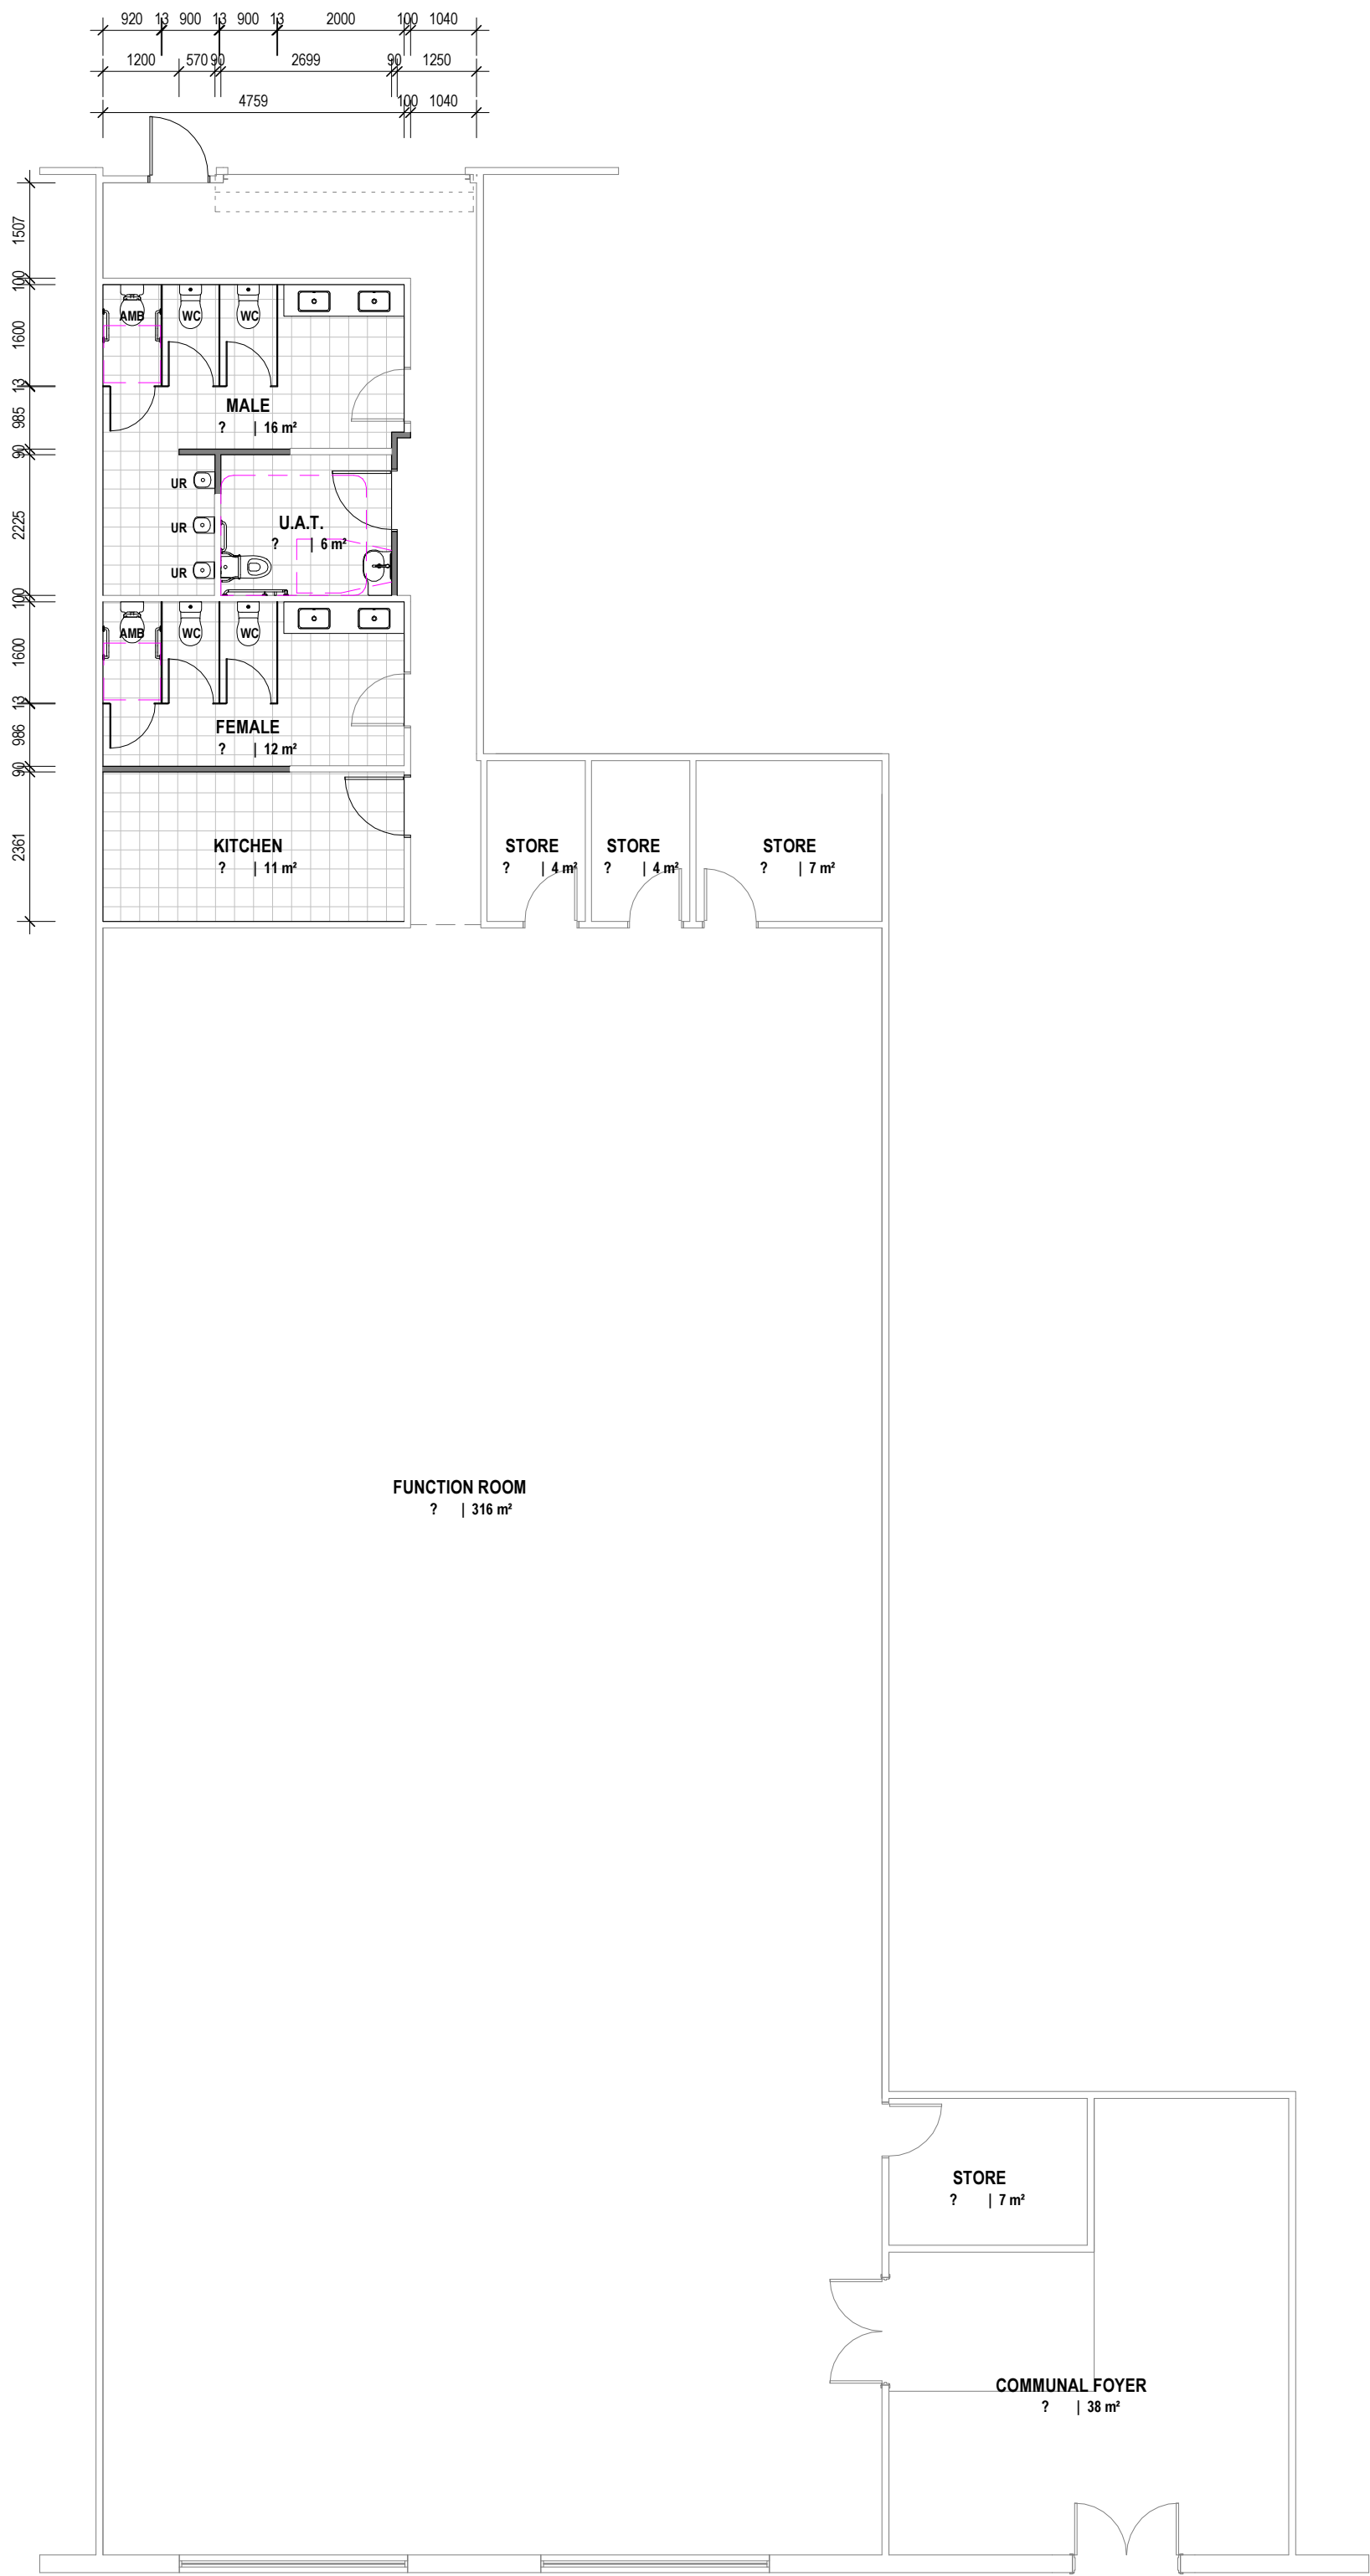 920 13 900 13 900 13 2000 100 1040
1200 570 90 2699 90 1250
4759 100 1040
1507
100
1600
13
985
90
2225
100
1600
13
986
90
2361
AMB WC WC
MALE
? | 16 m²
UR
UR
UR
U.A.T.
? | 6 m²
AMB WC WC
FEMALE
? | 12 m²
KITCHEN
? | 11 m²
STORE
? | 4 m²
STORE
? | 4 m²
STORE
? | 7 m²
FUNCTION ROOM
? | 316 m²
STORE
? | 7 m²
COMMUNAL FOYER
? | 38 m²